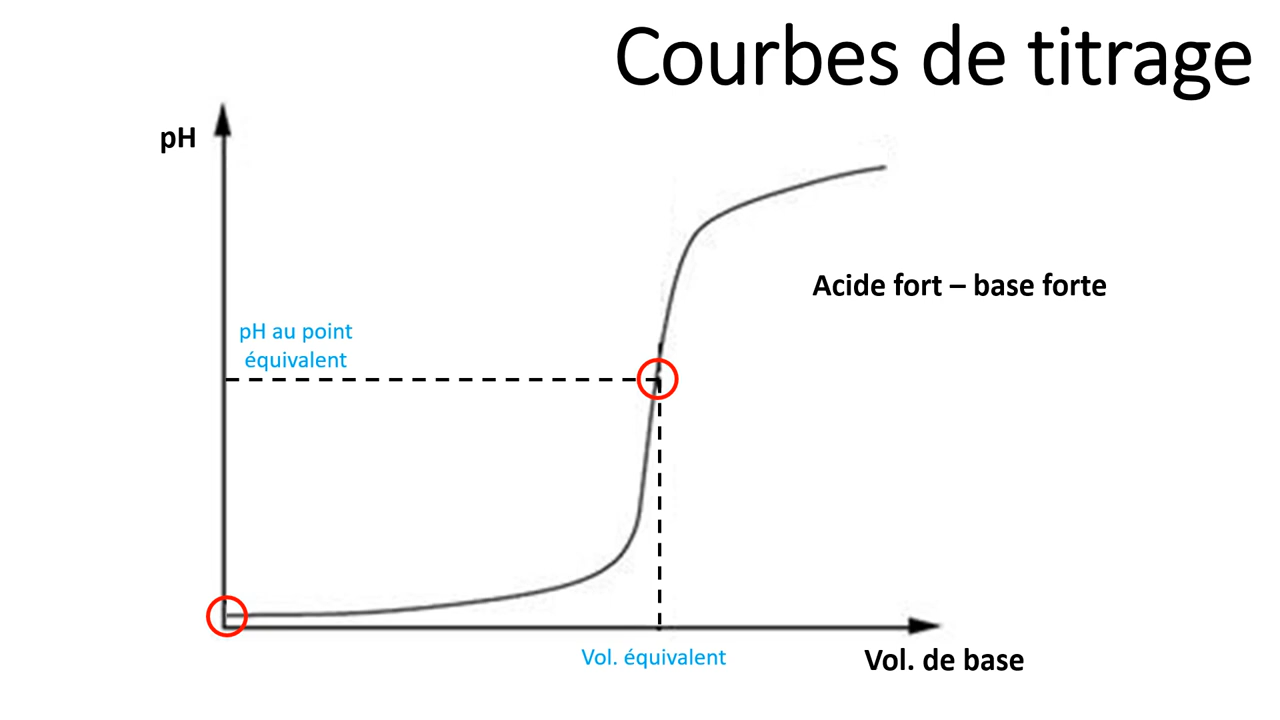 Courbes de titrage
pH
Acide fort – base forte
pH au point
équivalent
Vol. équivalent
Vol. de base